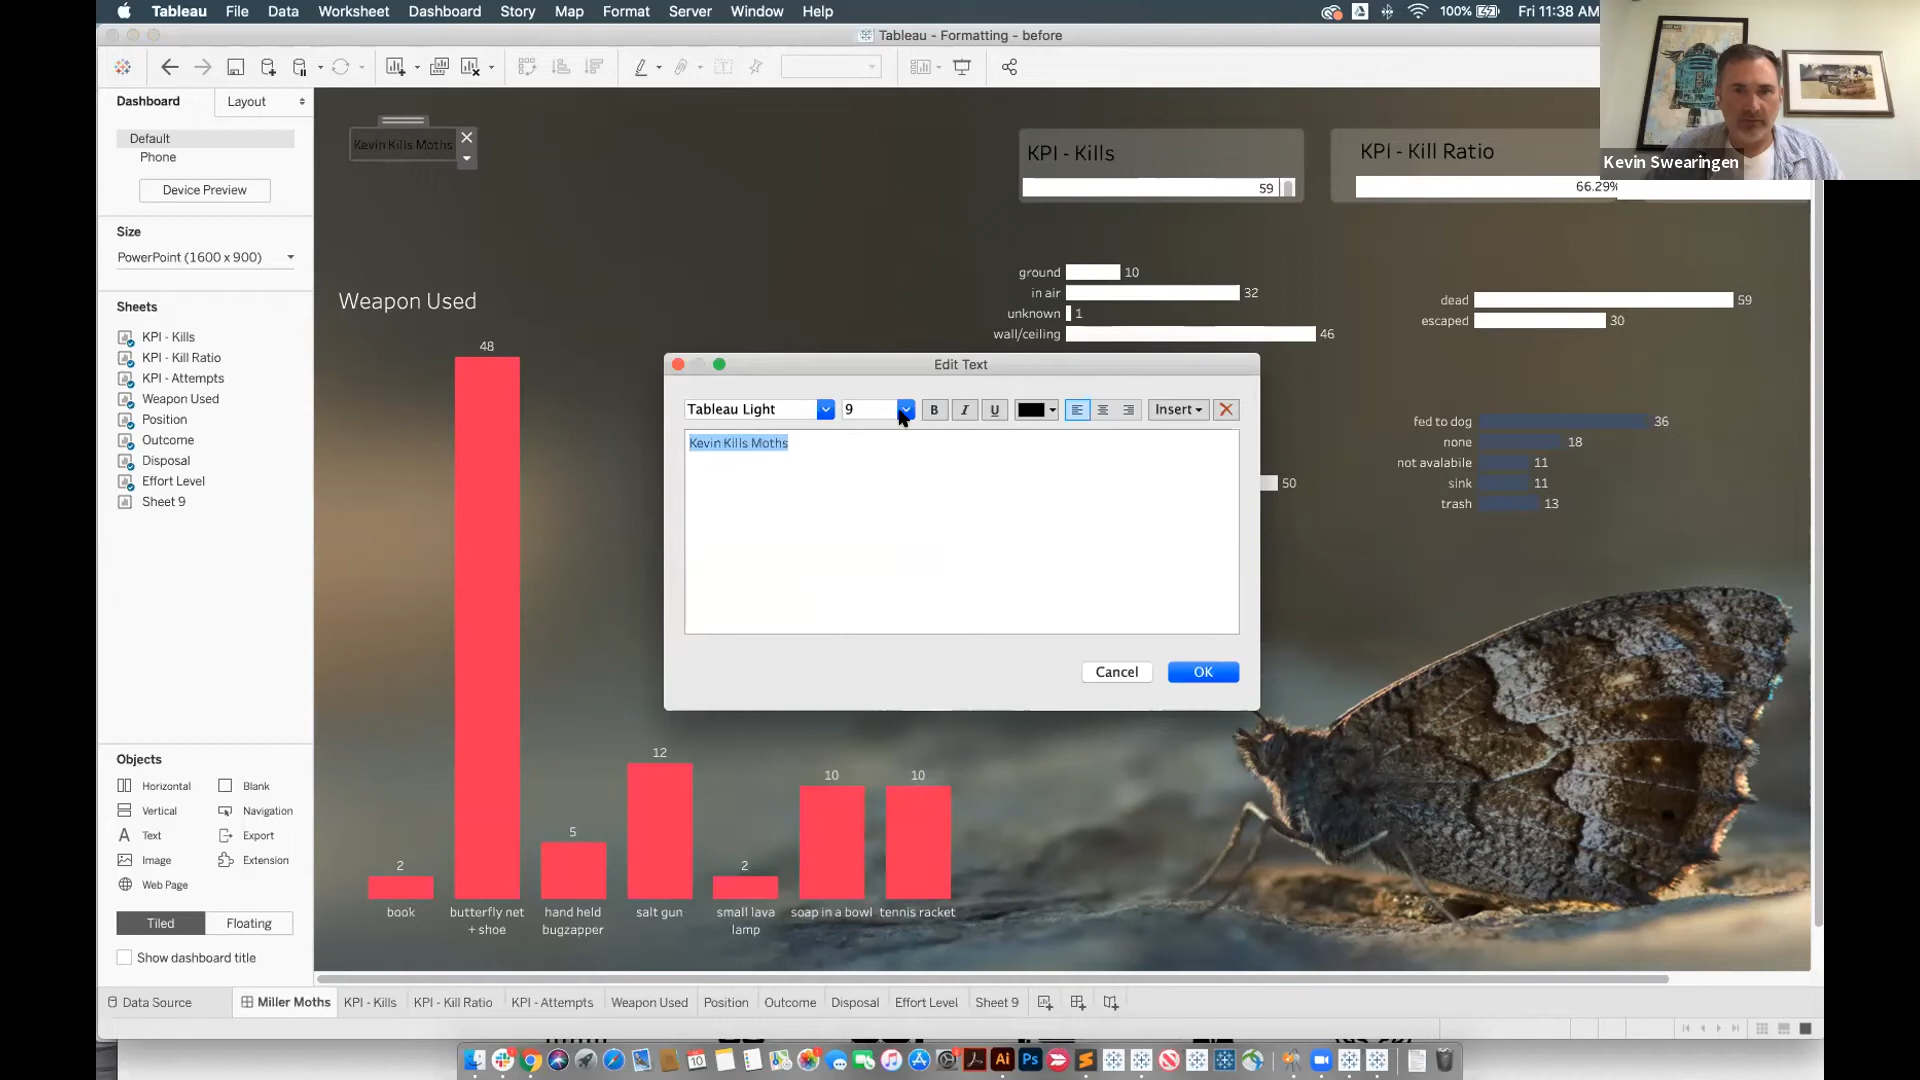 Tableau File Data Worksheet Dashboard Story Map Format Server Window Help 100% Fri 11:38 AM
Tableau - Formatting - before
Dashboard Layout
Default
Phone
Device Preview
Size
PowerPoint (1600 x 900)
Sheets
KPI - Kills
KPI - Kill Ratio
KPI - Attempts
Weapon Used
Position
Outcome
Disposal
Effort Level
Sheet 9
Objects
Horizontal Blank
Vertical Navigation
A Text Export
Image Extension
Web Page
Tiled Floating
Show dashboard title
Kevin Kills Moths
KPI - Kills
59
KPI - Kill Ratio
66.29%
Kevin Swearingen
Weapon Used
48
2
5
12
2
10
10
book
butterfly net
+ shoe
hand held
bugzapper
salt gun
small lava
lamp
soap in a bowl
tennis racket
ground 10
in air 32
unknown 1
wall/ceiling 46
dead 59
escaped 30
50
fed to dog 36
none 18
not avalabile 11
sink 11
trash 13
Edit Text
Tableau Light 9 B I U Insert
Kevin Kills Moths
Cancel OK
Data Source Miller Moths KPI - Kills KPI - Kill Ratio KPI - Attempts Weapon Used Position Outcome Disposal Effort Level Sheet 9
10 Ai Ps